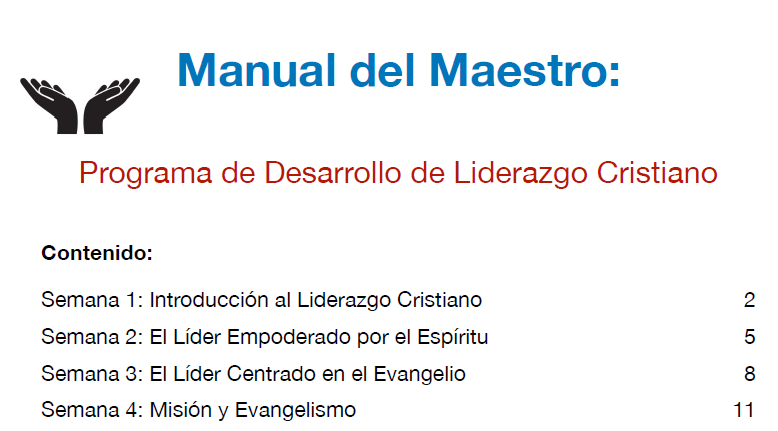 Manual del Maestro:
Programa de Desarrollo de Liderazgo Cristiano
Contenido:
Semana 1: Introducción al Liderazgo Cristiano 2
Semana 2: El Líder Empoderado por el Espíritu 5
Semana 3: El Líder Centrado en el Evangelio 8
Semana 4: Misión y Evangelismo 11